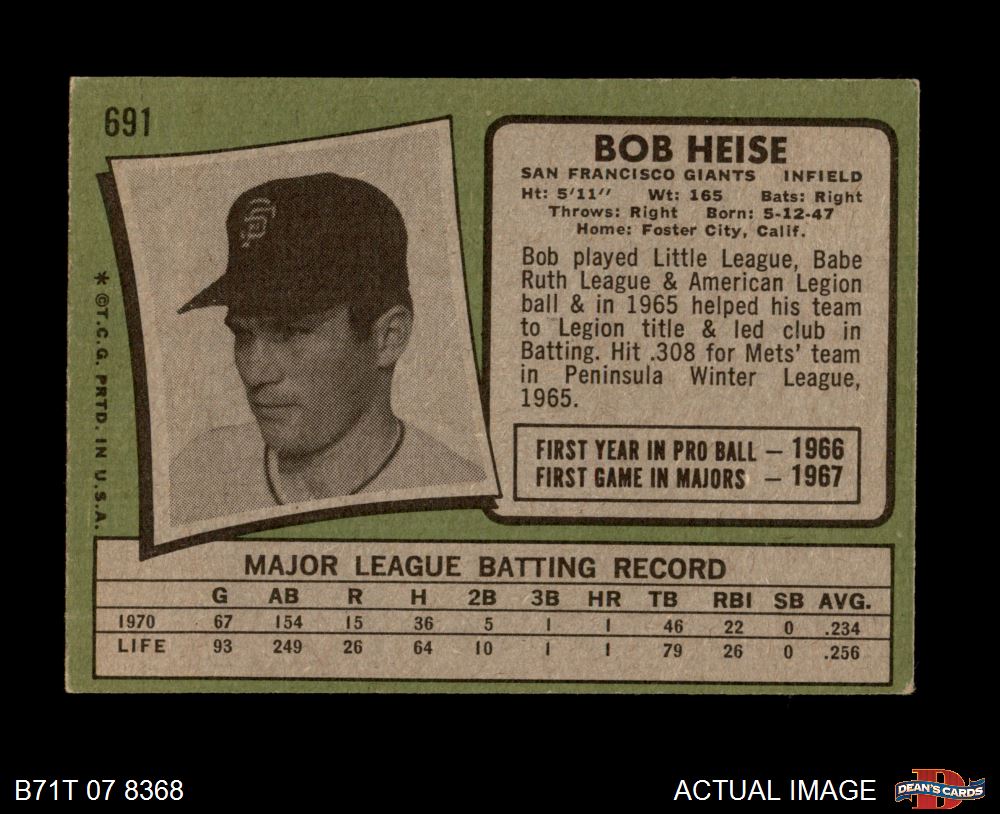 691
* ©T.C.G. PRTD. IN U.S.A.
SF
BOB HEISE
SAN FRANCISCO GIANTS INFIELD
Ht: 5'11" Wt: 165 Bats: Right
Throws: Right Born: 5-12-47
Home: Foster City, Calif.
Bob played Little League, Babe
Ruth League & American Legion
ball & in 1965 helped his team
to Legion title & led club in
Batting. Hit .308 for Mets' team
in Peninsula Winter League,
1965.
FIRST YEAR IN PRO BALL — 1966
FIRST GAME IN MAJORS — 1967
MAJOR LEAGUE BATTING RECORD
G AB R H 2B 3B HR TB RBI SB AVG.
1970 67 154 15 36 5 1 1 46 22 0 .234
LIFE 93 249 26 64 10 1 1 79 26 0 .256
B71T 07 8368
ACTUAL IMAGE
D
DEAN'S CARDS